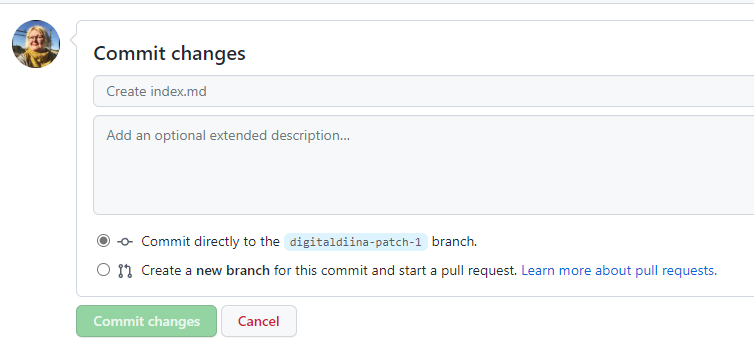 Commit changes
Create index.md
Add an optional extended description...
Commit directly to the digitaldiina-patch-1 branch.
Create a new branch for this commit and start a pull request. Learn more about pull requests.
Commit changes Cancel